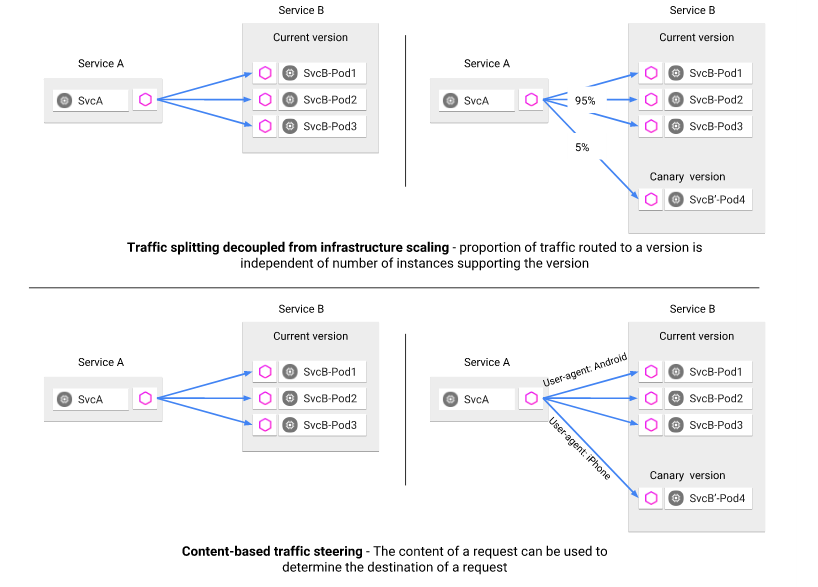 Service B
Current version
Service A
SvcA
SvcB-Pod1
SvcB-Pod2
SvcB-Pod3
Service B
Current version
Service A
SvcA
95%
5%
SvcB-Pod1
SvcB-Pod2
SvcB-Pod3
Canary version
SvcB'-Pod4
Traffic splitting decoupled from infrastructure scaling - proportion of traffic routed to a version is
independent of number of instances supporting the version
Service B
Current version
Service A
SvcA
SvcB-Pod1
SvcB-Pod2
SvcB-Pod3
Service B
Current version
Service A
SvcA
User-agent: Android
User-agent: iPhone
SvcB-Pod1
SvcB-Pod2
SvcB-Pod3
Canary version
SvcB'-Pod4
Content-based traffic steering - The content of a request can be used to
determine the destination of a request